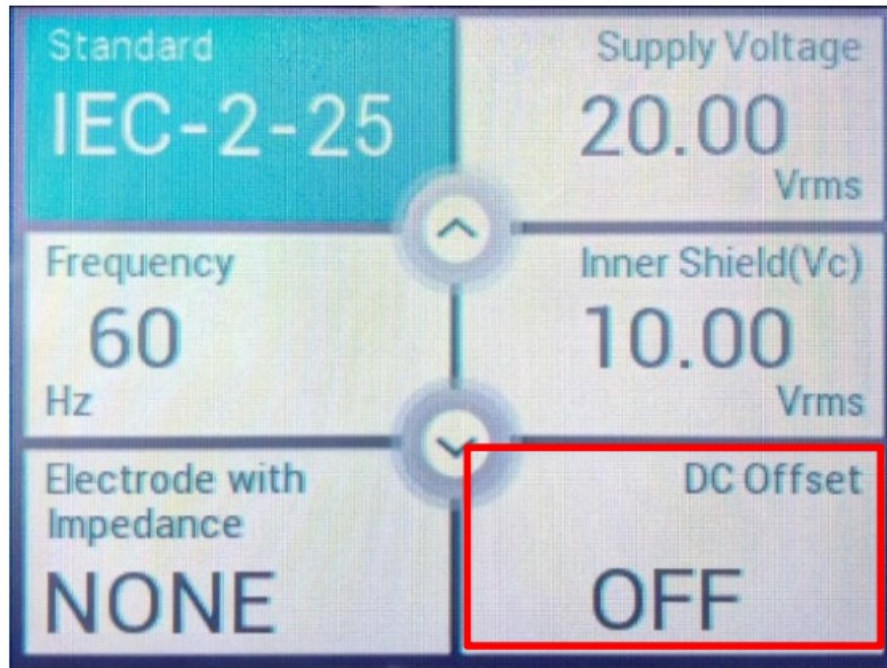 Standard
IEC-2-25
Supply Voltage
20.00
Vrms
Frequency
60
Hz
Inner Shield(Vc)
10.00
Vrms
Electrode with
Impedance
NONE
DC Offset
OFF